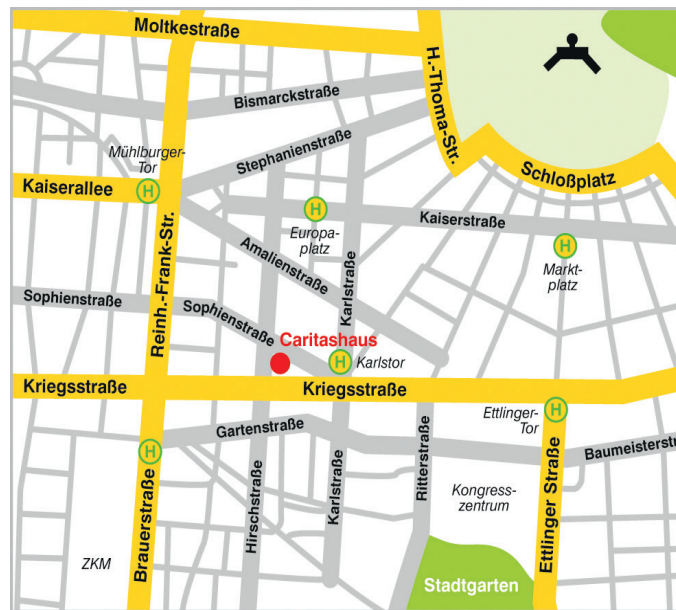 Moltkestraße
H.-Thoma-Str.
Bismarckstraße
Stephanienstraße
Mühlburger-
Tor
H
Kaiserallee
Schloßplatz
H
Kaiserstraße
Europa-
platz
H
Markt-
platz
Reinh.-Frank-Str.
Amalienstraße
Karlstraße
Sophienstraße
Sophienstraße
Caritashaus
H
Karlstor
Kriegsstraße
Kriegsstraße
H
Ettlinger-
Tor
Gartenstraße
H
Baumeisterstr
Hirschstraße
Karlstraße
Ritterstraße
Kongress-
zentrum
Ettlinger Straße
Brauerstraße
ZKM
Stadtgarten